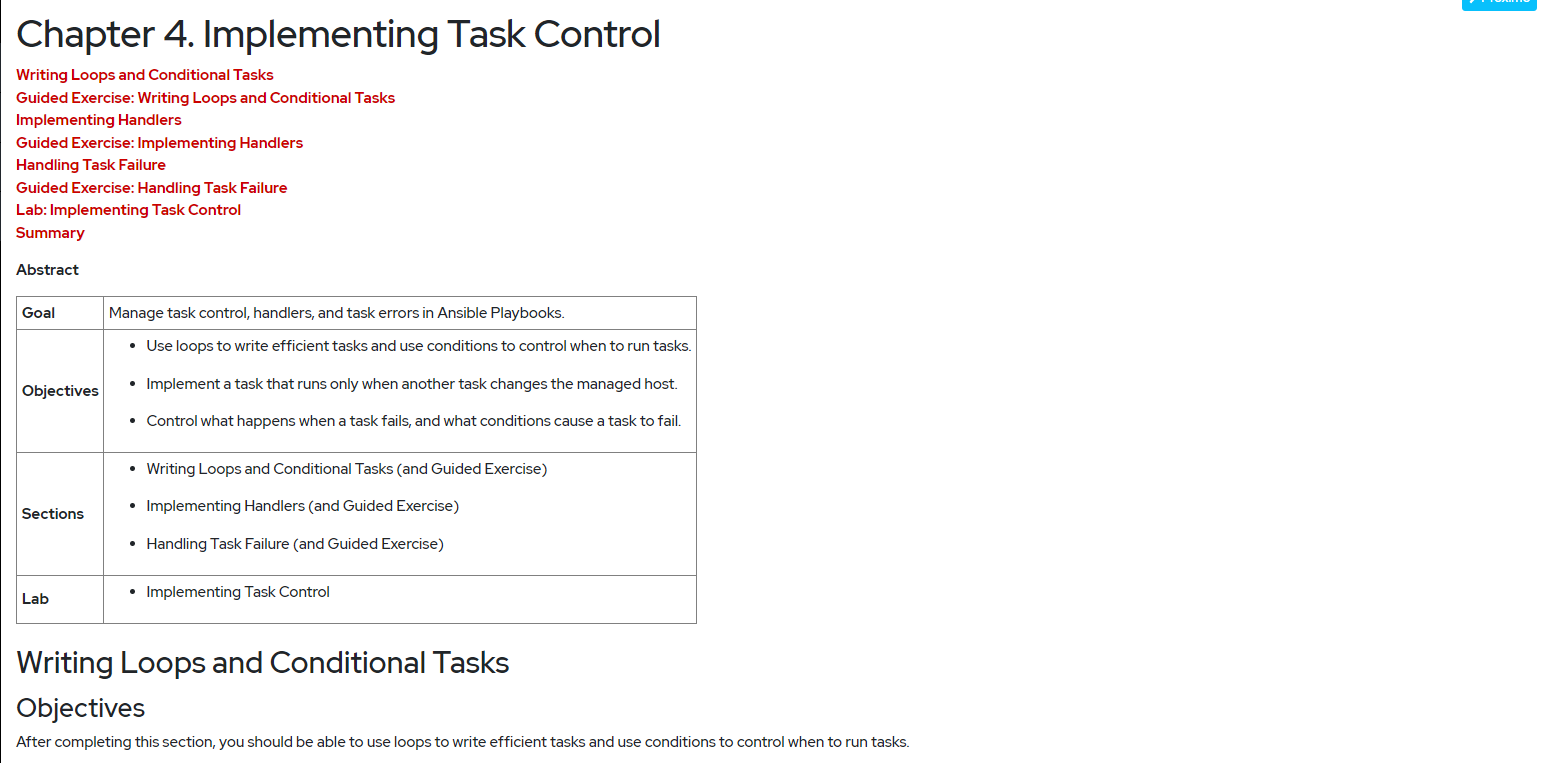 Chapter 4. Implementing Task Control
Writing Loops and Conditional Tasks
Guided Exercise: Writing Loops and Conditional Tasks
Implementing Handlers
Guided Exercise: Implementing Handlers
Handling Task Failure
Guided Exercise: Handling Task Failure
Lab: Implementing Task Control
Summary
Abstract
Goal
Manage task control, handlers, and task errors in Ansible Playbooks.
Objectives
• Use loops to write efficient tasks and use conditions to control when to run tasks.
• Implement a task that runs only when another task changes the managed host.
• Control what happens when a task fails, and what conditions cause a task to fail.
Sections
• Writing Loops and Conditional Tasks (and Guided Exercise)
• Implementing Handlers (and Guided Exercise)
• Handling Task Failure (and Guided Exercise)
Lab
• Implementing Task Control
Writing Loops and Conditional Tasks
Objectives
After completing this section, you should be able to use loops to write efficient tasks and use conditions to control when to run tasks.